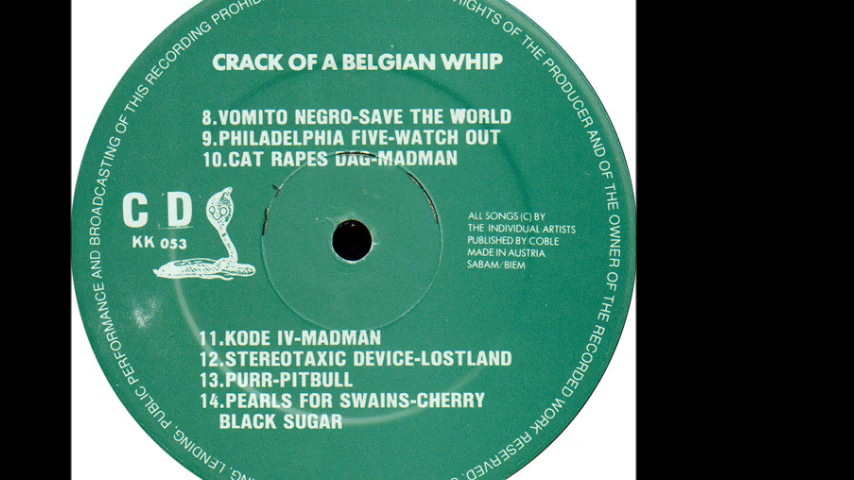 CRACK OF A BELGIAN WHIP
8.VOMITO NEGRO-SAVE THE WORLD
9.PHILADELPHIA FIVE-WATCH OUT
10.CAT RAPES DAG-MADMAN
C D
KK 053
ALL SONGS (C) BY
THE INDIVIDUAL ARTISTS
PUBLISHED BY COBLE
MADE IN AUSTRIA
SABAM/BIEM
11.KODE IV-MADMAN
12.STEREOTAXIC DEVICE-LOSTLAND
13.PURR-PITBULL
14.PEARLS FOR SWAINS-CHERRY
BLACK SUGAR
RIGHTS OF THE PRODUCER AND OF THE OWNER OF THE RECORDED WORK RESERVED.
LENDING, PUBLIC PERFORMANCE AND BROADCASTING OF THIS RECORDING